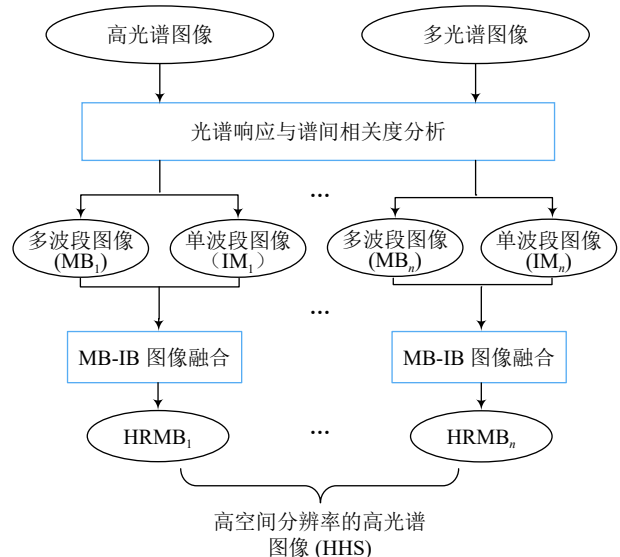 高光谱图像 多光谱图像
光谱响应与谱间相关度分析
...
多波段图像 单波段图像 多波段图像 单波段图像
(MB₁) （IM₁） (MBₙ) (IMₙ)
...
MB-IB 图像融合 MB-IB 图像融合
HRMB₁ ... HRMBₙ
高空间分辨率的高光谱
图像 (HHS)